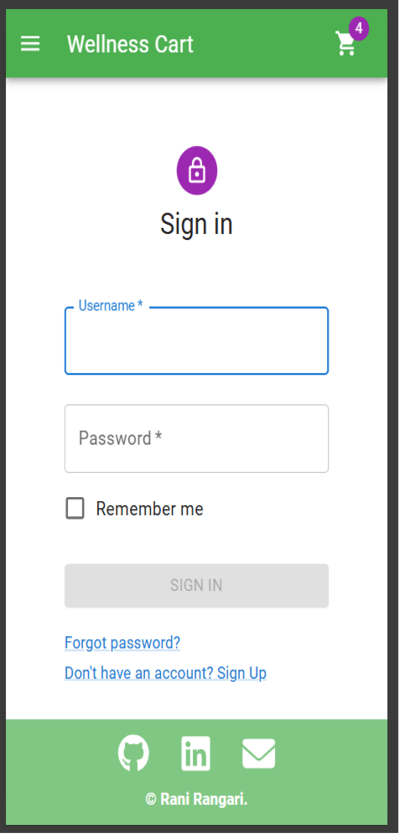 Wellness Cart
4
Sign in
Username *
Password *
Remember me
SIGN IN
Forgot password?
Don't have an account? Sign Up
in
© Rani Rangari.